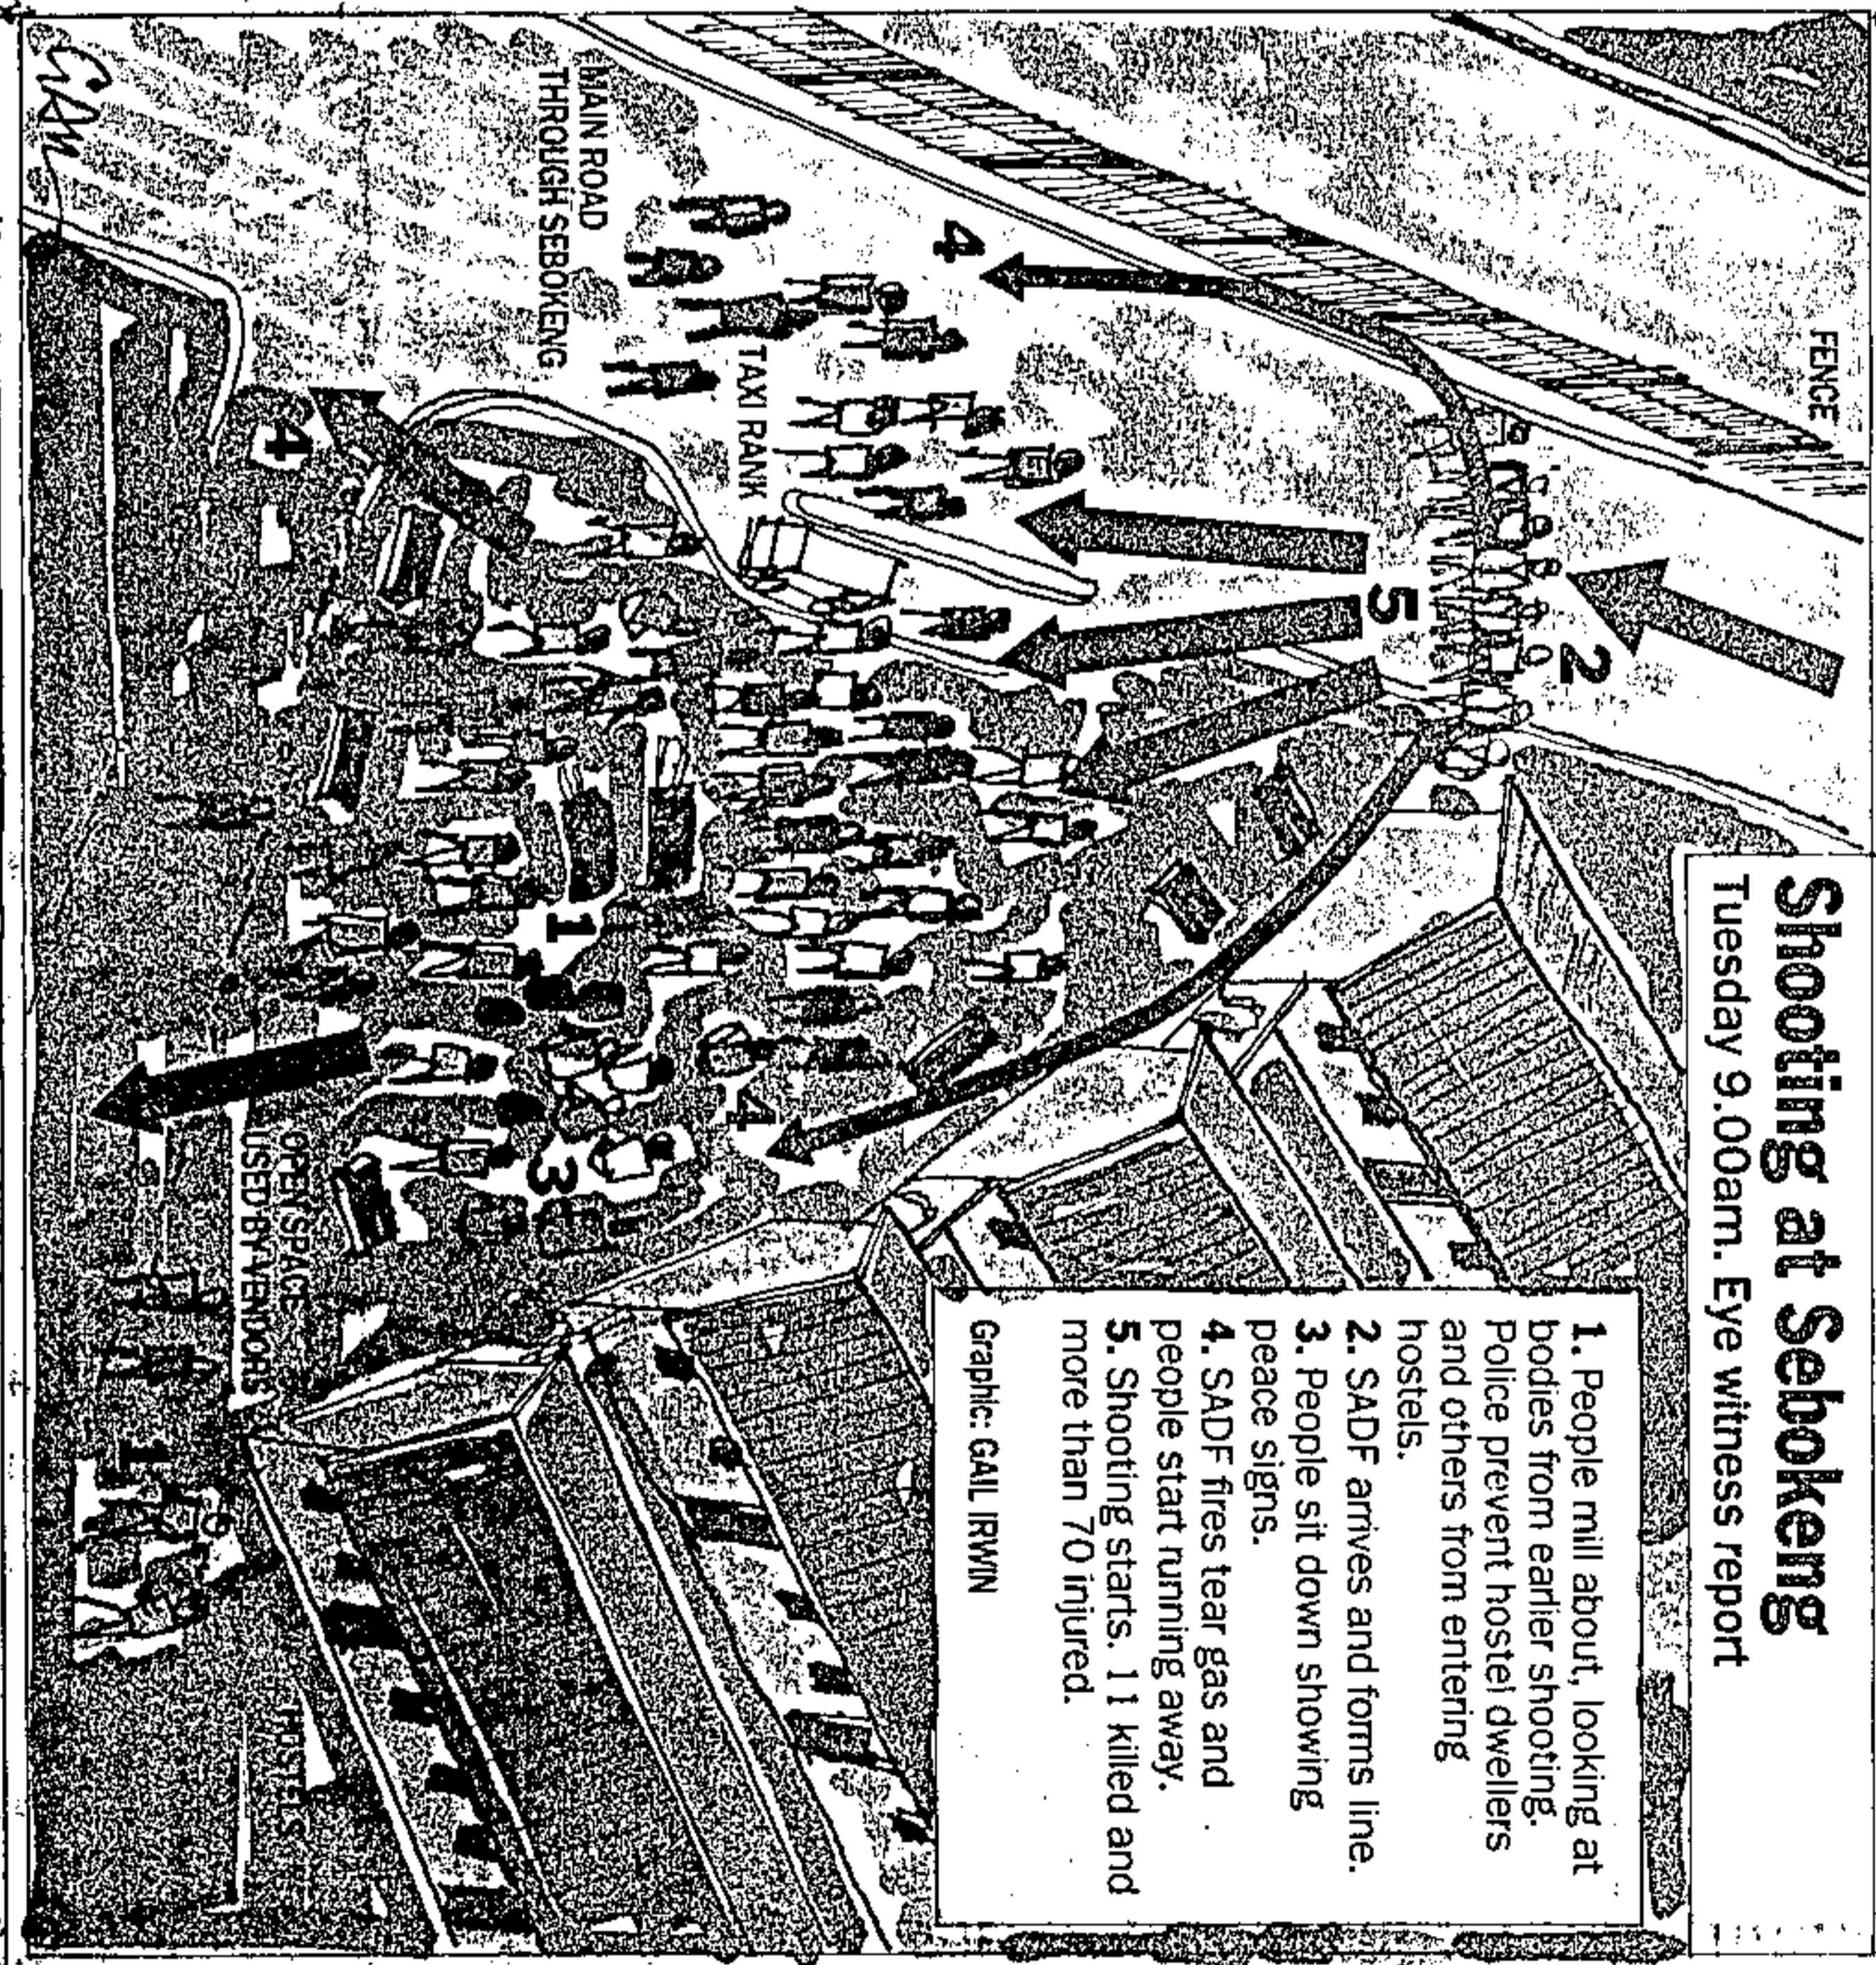 Shooting at Sebokeng
Tuesday 9.00am. Eye witness report
1. People mill about, looking at
bodies from earlier shooting.
Police prevent hostel dwellers
and others from entering
hostels.
2. SADF arrives and forms line.
3. People sit down showing
peace signs.
4. SADF fires tear gas and
people start running away.
5. Shooting starts. 11 killed and
more than 70 injured.
Graphic: GAIL IRWIN
FENCE
2
5
4
TAXI RANK
MAIN ROAD
THROUGH SEBOKENG
4
1
3
4
OPEN SPACE
USED BY VENDORS
1
HOSTELS